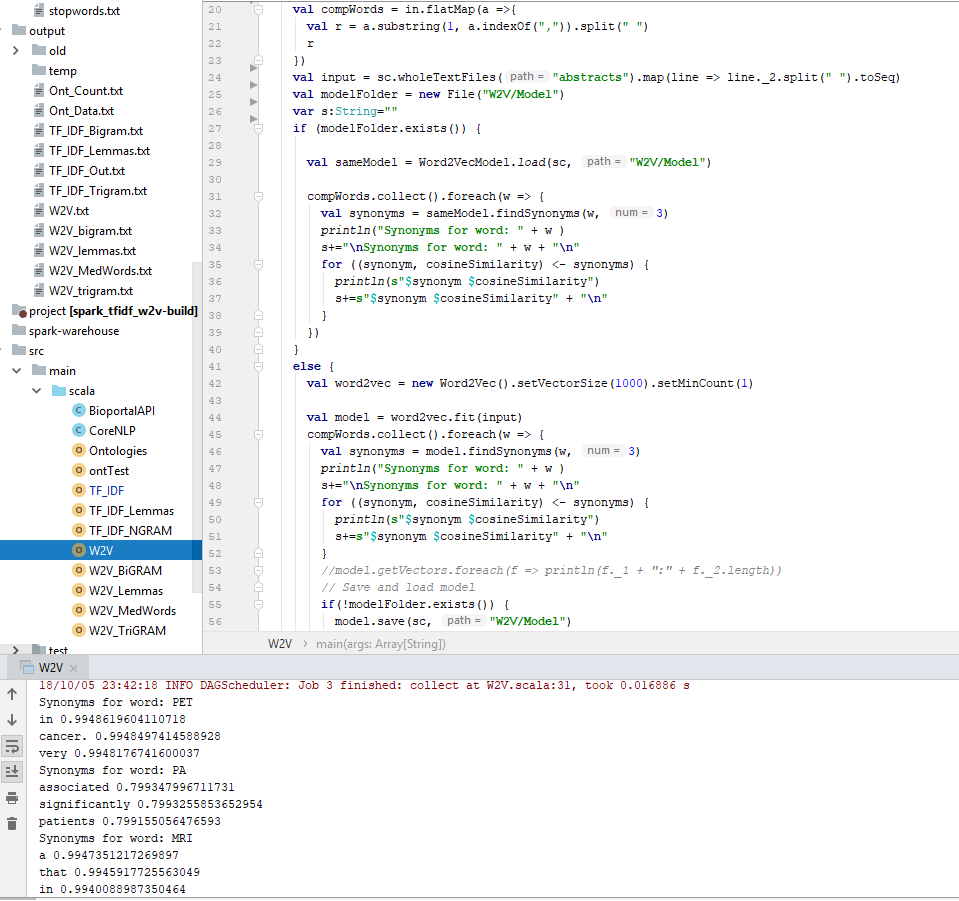 stopwords.txt
output
old
temp
Ont_Count.txt
Ont_Data.txt
TF_IDF_Bigram.txt
TF_IDF_Lemmas.txt
TF_IDF_Out.txt
TF_IDF_Trigram.txt
W2V.txt
W2V_bigram.txt
W2V_lemmas.txt
W2V_MedWords.txt
W2V_trigram.txt
project [spark_tfidf_w2v-build]
spark-warehouse
src
main
scala
C BioportalAPI
C CoreNLP
O Ontologies
O ontTest
O TF_IDF
O TF_IDF_Lemmas
O TF_IDF_NGRAM
O W2V
O W2V_BiGRAM
O W2V_Lemmas
O W2V_MedWords
O W2V_TriGRAM
test
20 val compWords = in.flatMap(a =>{
21 val r = a.substring(1, a.indexOf(",")).split(" ")
22 r
23 })
24 val input = sc.wholeTextFiles( path = "abstracts").map(line => line._2.split(" ").toSeq)
25 val modelFolder = new File("W2V/Model")
26 var s:String=""
27 if (modelFolder.exists()) {
28
29 val sameModel = Word2VecModel.load(sc, path = "W2V/Model")
30
31 compWords.collect().foreach(w => {
32 val synonyms = sameModel.findSynonyms(w, num = 3)
33 println("Synonyms for word: " + w )
34 s+="\nSynonyms for word: " + w + "\n"
35 for ((synonym, cosineSimilarity) <- synonyms) {
36 println(s"$synonym $cosineSimilarity")
37 s+=s"$synonym $cosineSimilarity" + "\n"
38 }
39 })
40 }
41 else {
42 val word2vec = new Word2Vec().setVectorSize(1000).setMinCount(1)
43
44 val model = word2vec.fit(input)
45 compWords.collect().foreach(w => {
46 val synonyms = model.findSynonyms(w, num = 3)
47 println("Synonyms for word: " + w )
48 s+="\nSynonyms for word: " + w + "\n"
49 for ((synonym, cosineSimilarity) <- synonyms) {
50 println(s"$synonym $cosineSimilarity")
51 s+=s"$synonym $cosineSimilarity" + "\n"
52 }
53 //model.getVectors.foreach(f => println(f._1 + ":" + f._2.length))
54 // Save and load model
55 if(!modelFolder.exists()) {
56 model.save(sc, path = "W2V/Model")
W2V › main(args: Array[String])
W2V ×
18/10/05 23:42:18 INFO DAGScheduler: Job 3 finished: collect at W2V.scala:31, took 0.016886 s
Synonyms for word: PET
in 0.9948619604110718
cancer. 0.9948497414588928
very 0.9948176741600037
Synonyms for word: PA
associated 0.799347996711731
significantly 0.7993255853652954
patients 0.799155056476593
Synonyms for word: MRI
a 0.9947351217269897
that 0.9945917725563049
in 0.9940088987350464